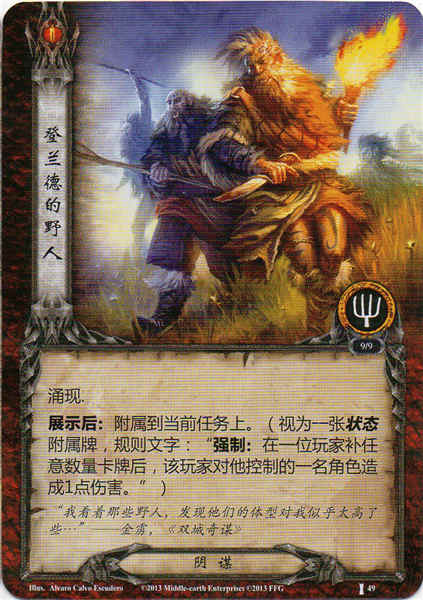 登兰德的野人
9/9
涌现.
展示后：附属到当前任务上。（视为一张状态
附属牌，规则文字：“强制：在一位玩家补任
意数量卡牌后，该玩家对他控制的一名角色造
成1点伤害。”）
“我看着那些野人，发现他们的体型对我似乎太高了
些…”——金雳，《双城奇谋》
阴谋
Illus. Alvaro Calvo Escudero ©2013 Middle-earth Enterprises ©2013 FFG 49